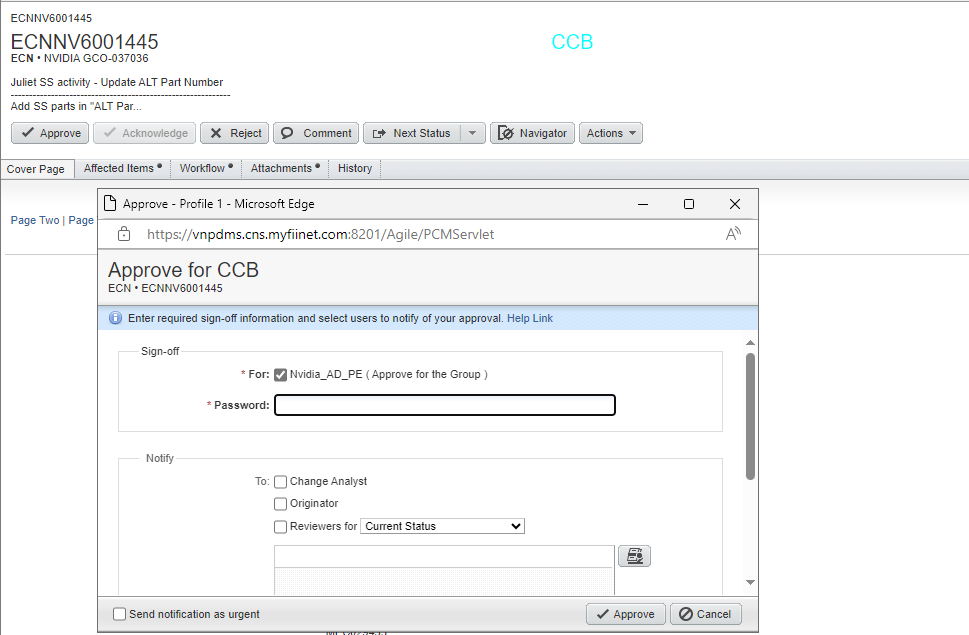 ECNNV6001445
ECNNV6001445
CCB
ECN • NVIDIA GCO-037036
Juliet SS activity - Update ALT Part Number
------------------------------------------------------------
Add SS parts in "ALT Par...
Approve
Acknowledge
Reject
Comment
Next Status
Navigator
Actions
Cover Page
Affected Items •
Workflow •
Attachments •
History
Page Two | Page
Approve - Profile 1 - Microsoft Edge
https://vnpdms.cns.myfiinet.com:8201/Agile/PCMServlet
Approve for CCB
ECN • ECNNV6001445
Enter required sign-off information and select users to notify of your approval. Help Link
Sign-off
* For: Nvidia_AD_PE ( Approve for the Group )
* Password:
Notify
To: Change Analyst
Originator
Reviewers for Current Status
Send notification as urgent
Approve
Cancel